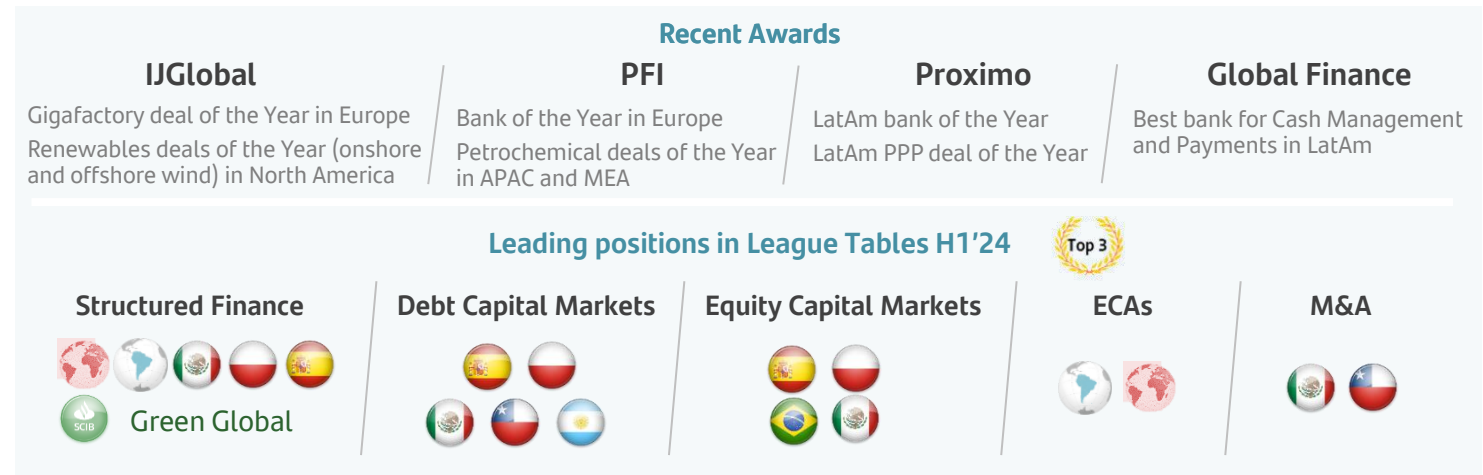 Recent Awards
IJGlobal
Gigafactory deal of the Year in Europe
Renewables deals of the Year (onshore
and offshore wind) in North America
PFI
Bank of the Year in Europe
Petrochemical deals of the Year
in APAC and MEA
Proximo
LatAm bank of the Year
LatAm PPP deal of the Year
Global Finance
Best bank for Cash Management
and Payments in LatAm
Leading positions in League Tables H1'24
Top 3
Structured Finance
SCIB
Green Global
Debt Capital Markets
Equity Capital Markets
ECAs
M&A